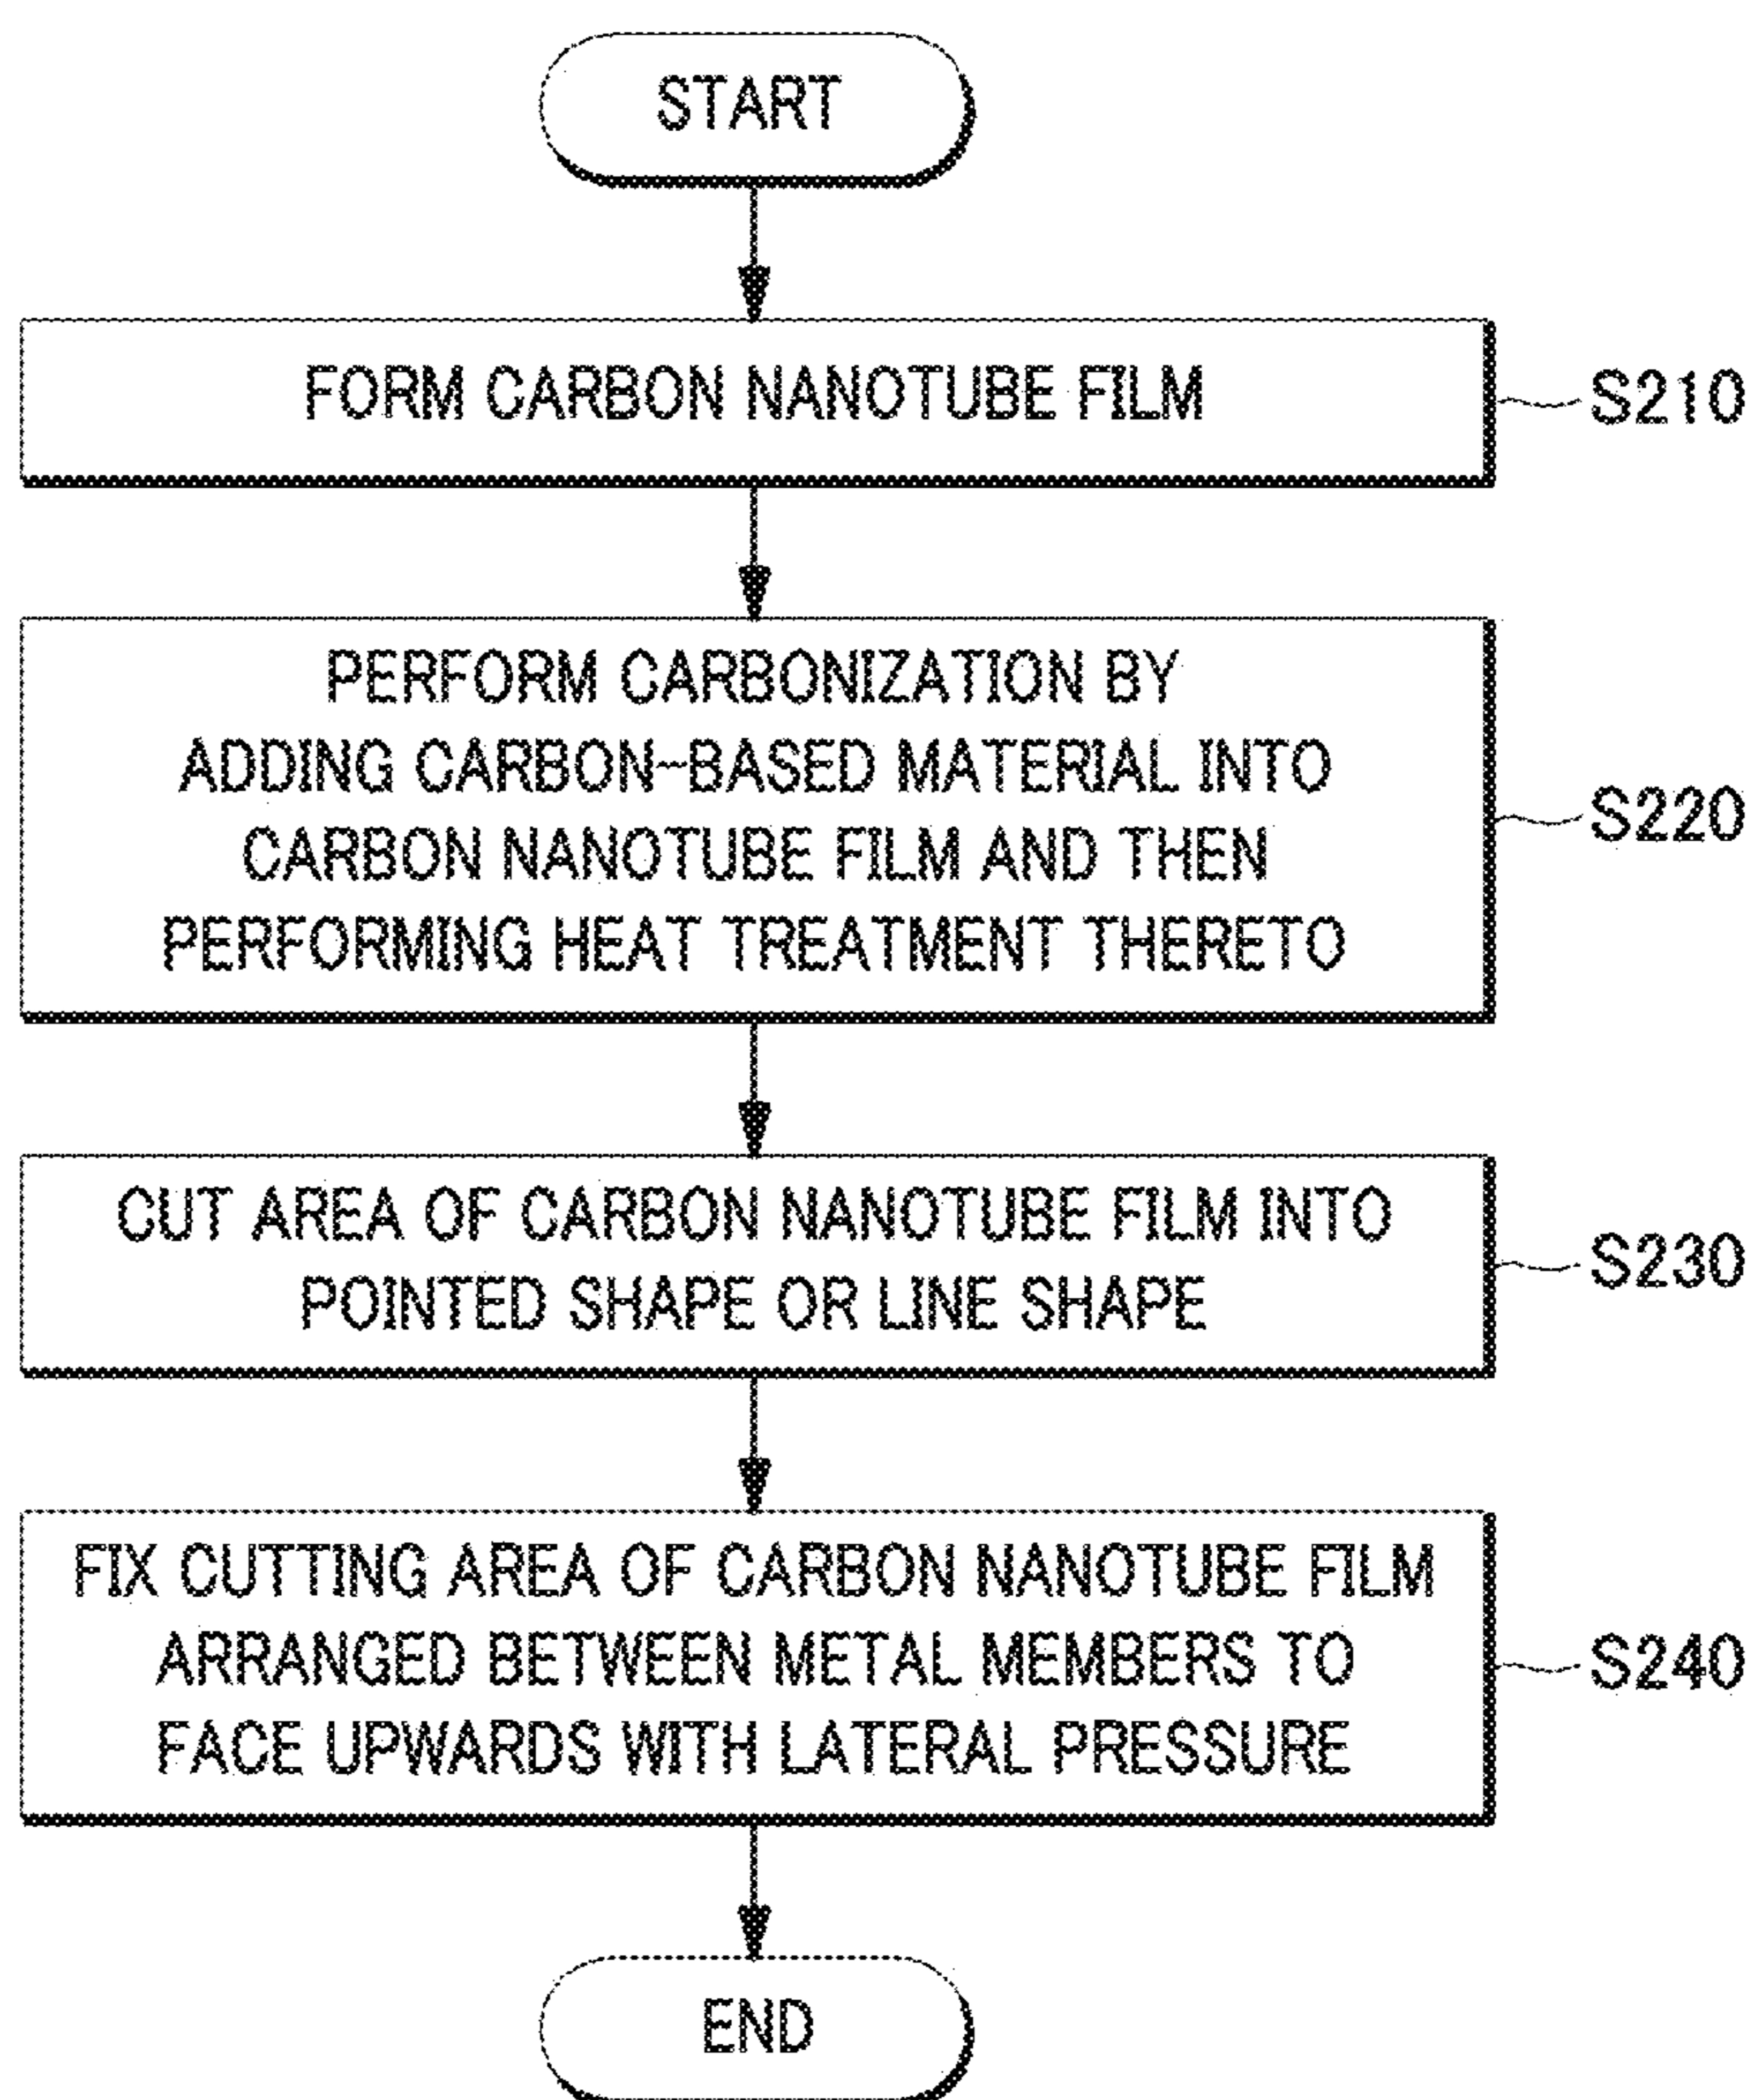 START
FORM CARBON NANOTUBE FILM
S210
PERFORM CARBONIZATION BY
ADDING CARBON-BASED MATERIAL INTO
CARBON NANOTUBE FILM AND THEN
PERFORMING HEAT TREATMENT THERETO
S220
CUT AREA OF CARBON NANOTUBE FILM INTO
POINTED SHAPE OR LINE SHAPE
S230
FIX CUTTING AREA OF CARBON NANOTUBE FILM
ARRANGED BETWEEN METAL MEMBERS TO
FACE UPWARDS WITH LATERAL PRESSURE
S240
END